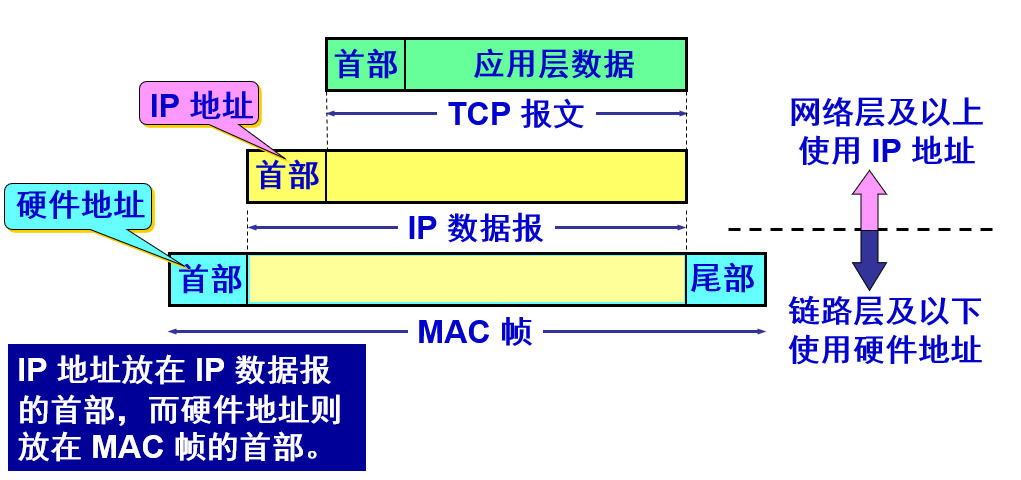 首部
应用层数据
TCP 报文
IP 地址
首部
IP 数据报
硬件地址
首部
尾部
MAC 帧
网络层及以上
使用 IP 地址
链路层及以下
使用硬件地址
IP 地址放在 IP 数据报
的首部，而硬件地址则
放在 MAC 帧的首部。